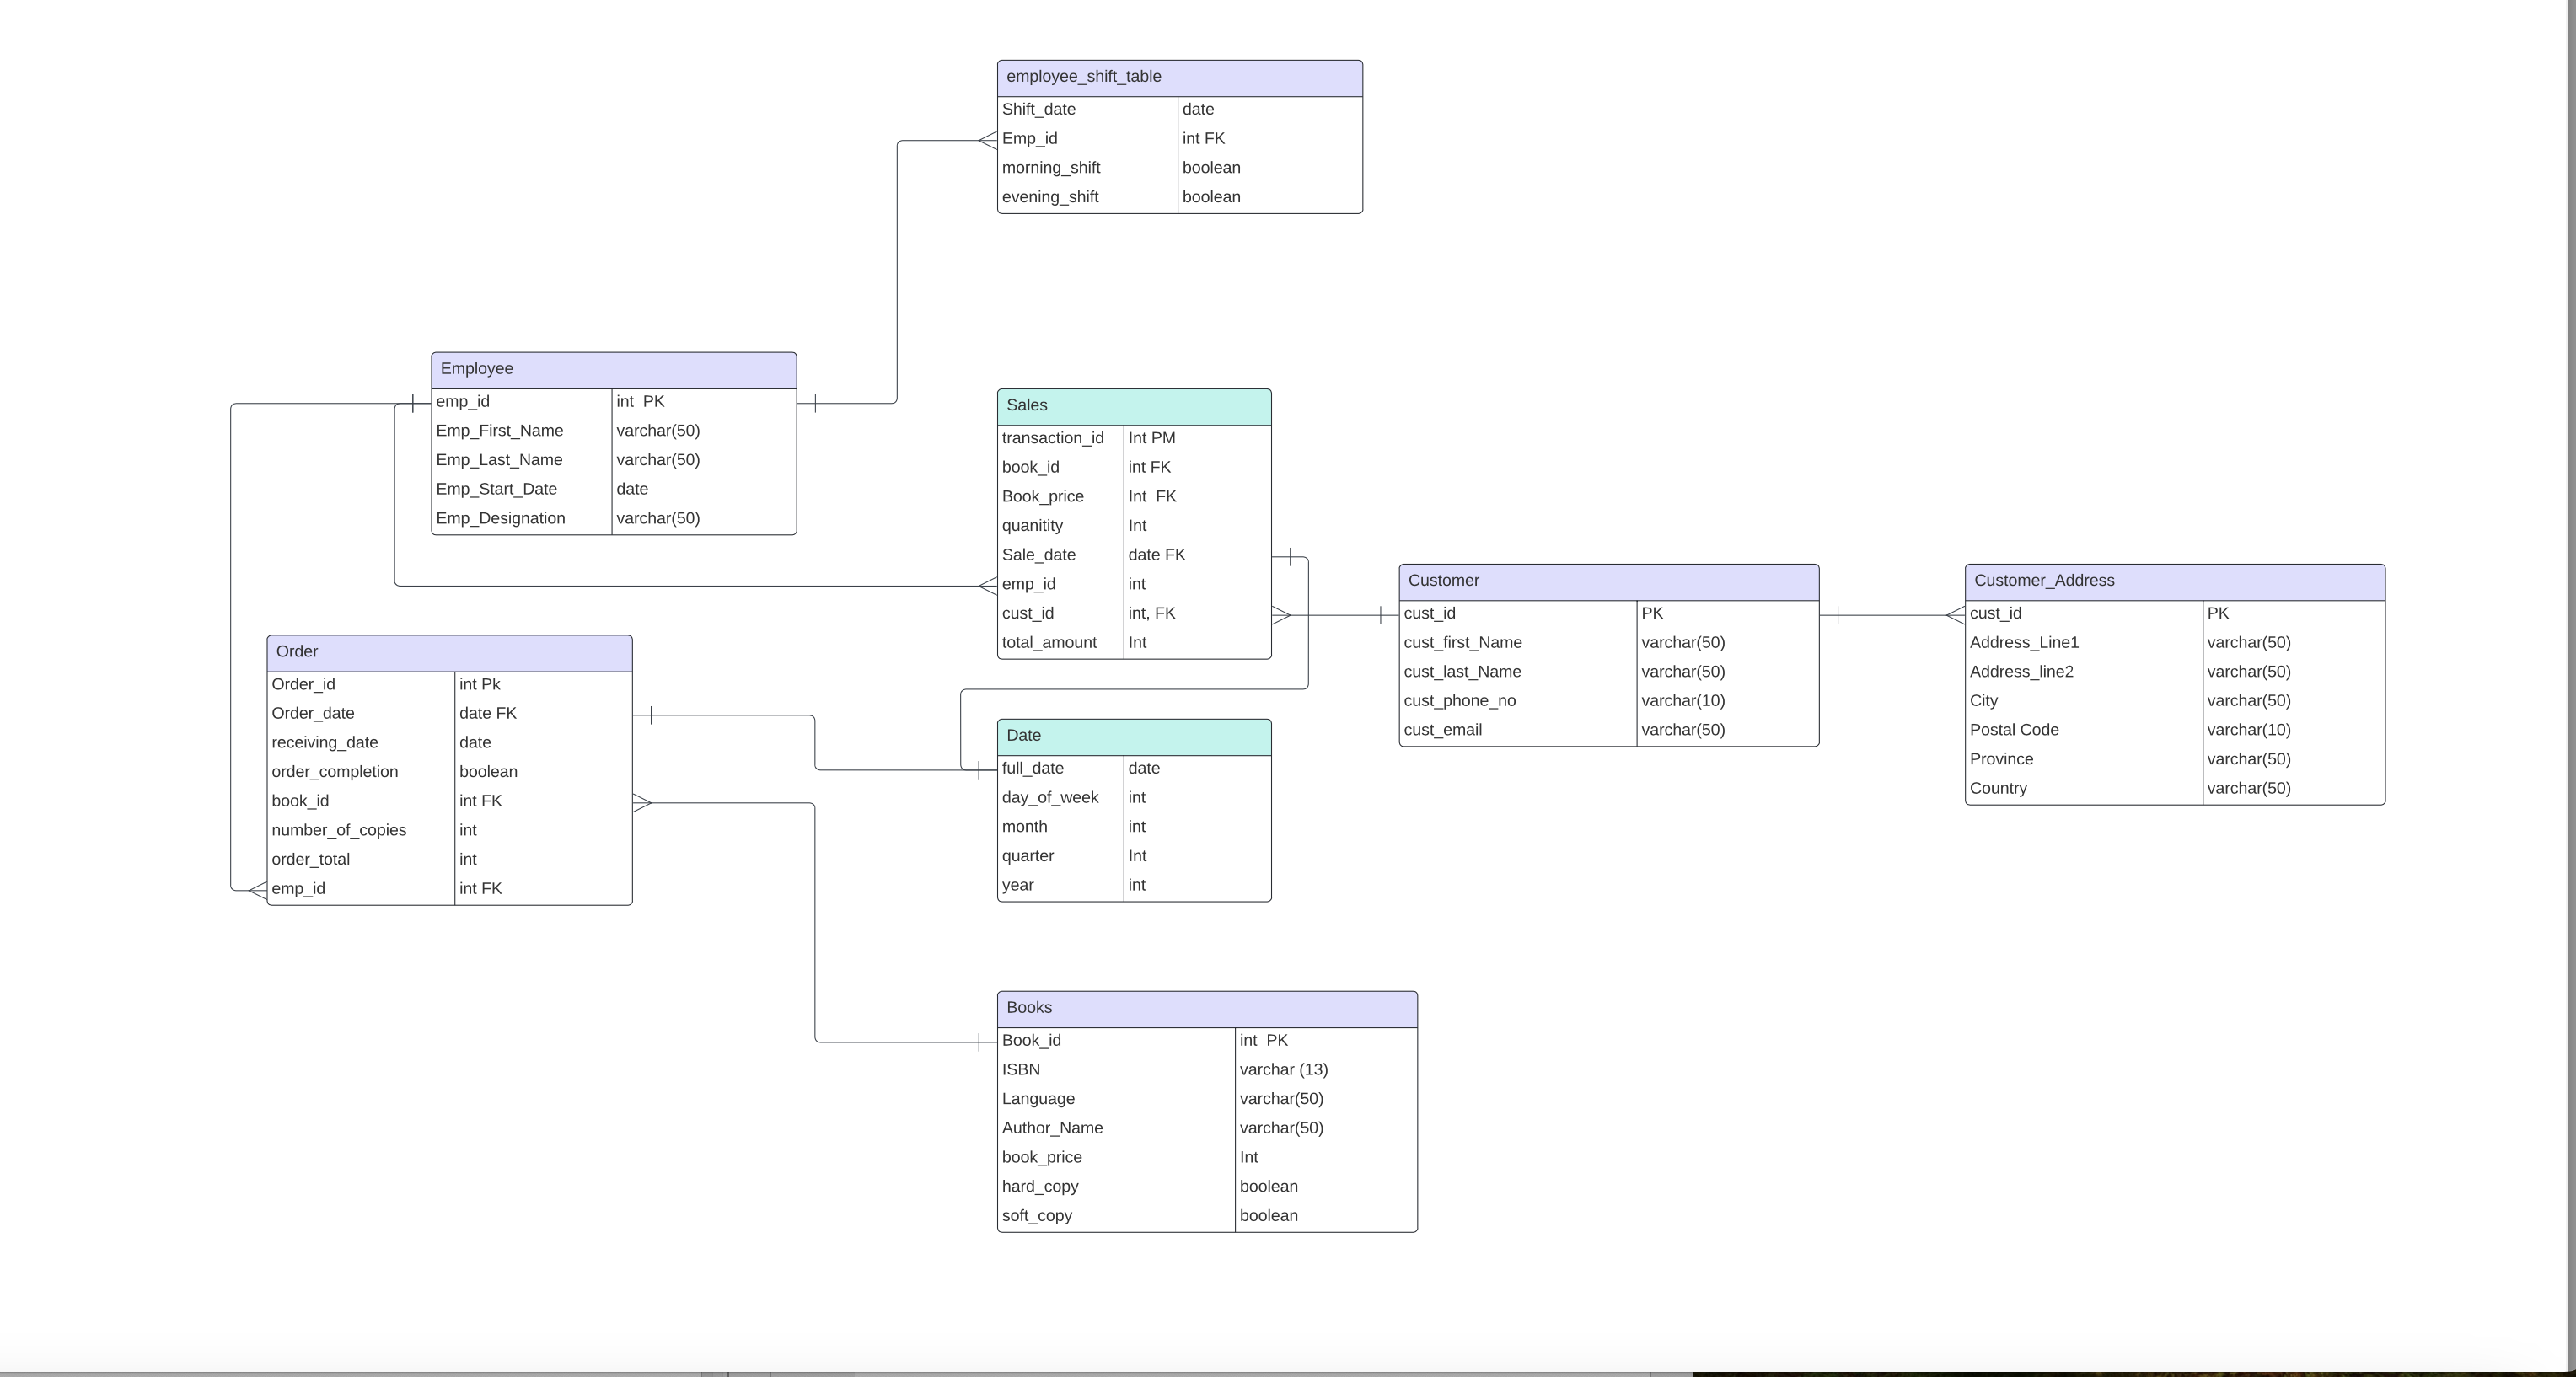 employee_shift_table
Shift_date date
Emp_id int FK
morning_shift boolean
evening_shift boolean
Employee
emp_id int  PK
Emp_First_Name varchar(50)
Emp_Last_Name varchar(50)
Emp_Start_Date date
Emp_Designation varchar(50)
Sales
transaction_id Int PM
book_id int FK
Book_price Int  FK
quanitity Int
Sale_date date FK
emp_id int
cust_id int, FK
total_amount Int
Customer
cust_id PK
cust_first_Name varchar(50)
cust_last_Name varchar(50)
cust_phone_no varchar(10)
cust_email varchar(50)
Customer_Address
cust_id PK
Address_Line1 varchar(50)
Address_line2 varchar(50)
City varchar(50)
Postal Code varchar(10)
Province varchar(50)
Country varchar(50)
Order
Order_id int Pk
Order_date date FK
receiving_date date
order_completion boolean
book_id int FK
number_of_copies int
order_total int
emp_id int FK
Date
full_date date
day_of_week int
month int
quarter Int
year int
Books
Book_id int  PK
ISBN varchar (13)
Language varchar(50)
Author_Name varchar(50)
book_price Int
hard_copy boolean
soft_copy boolean